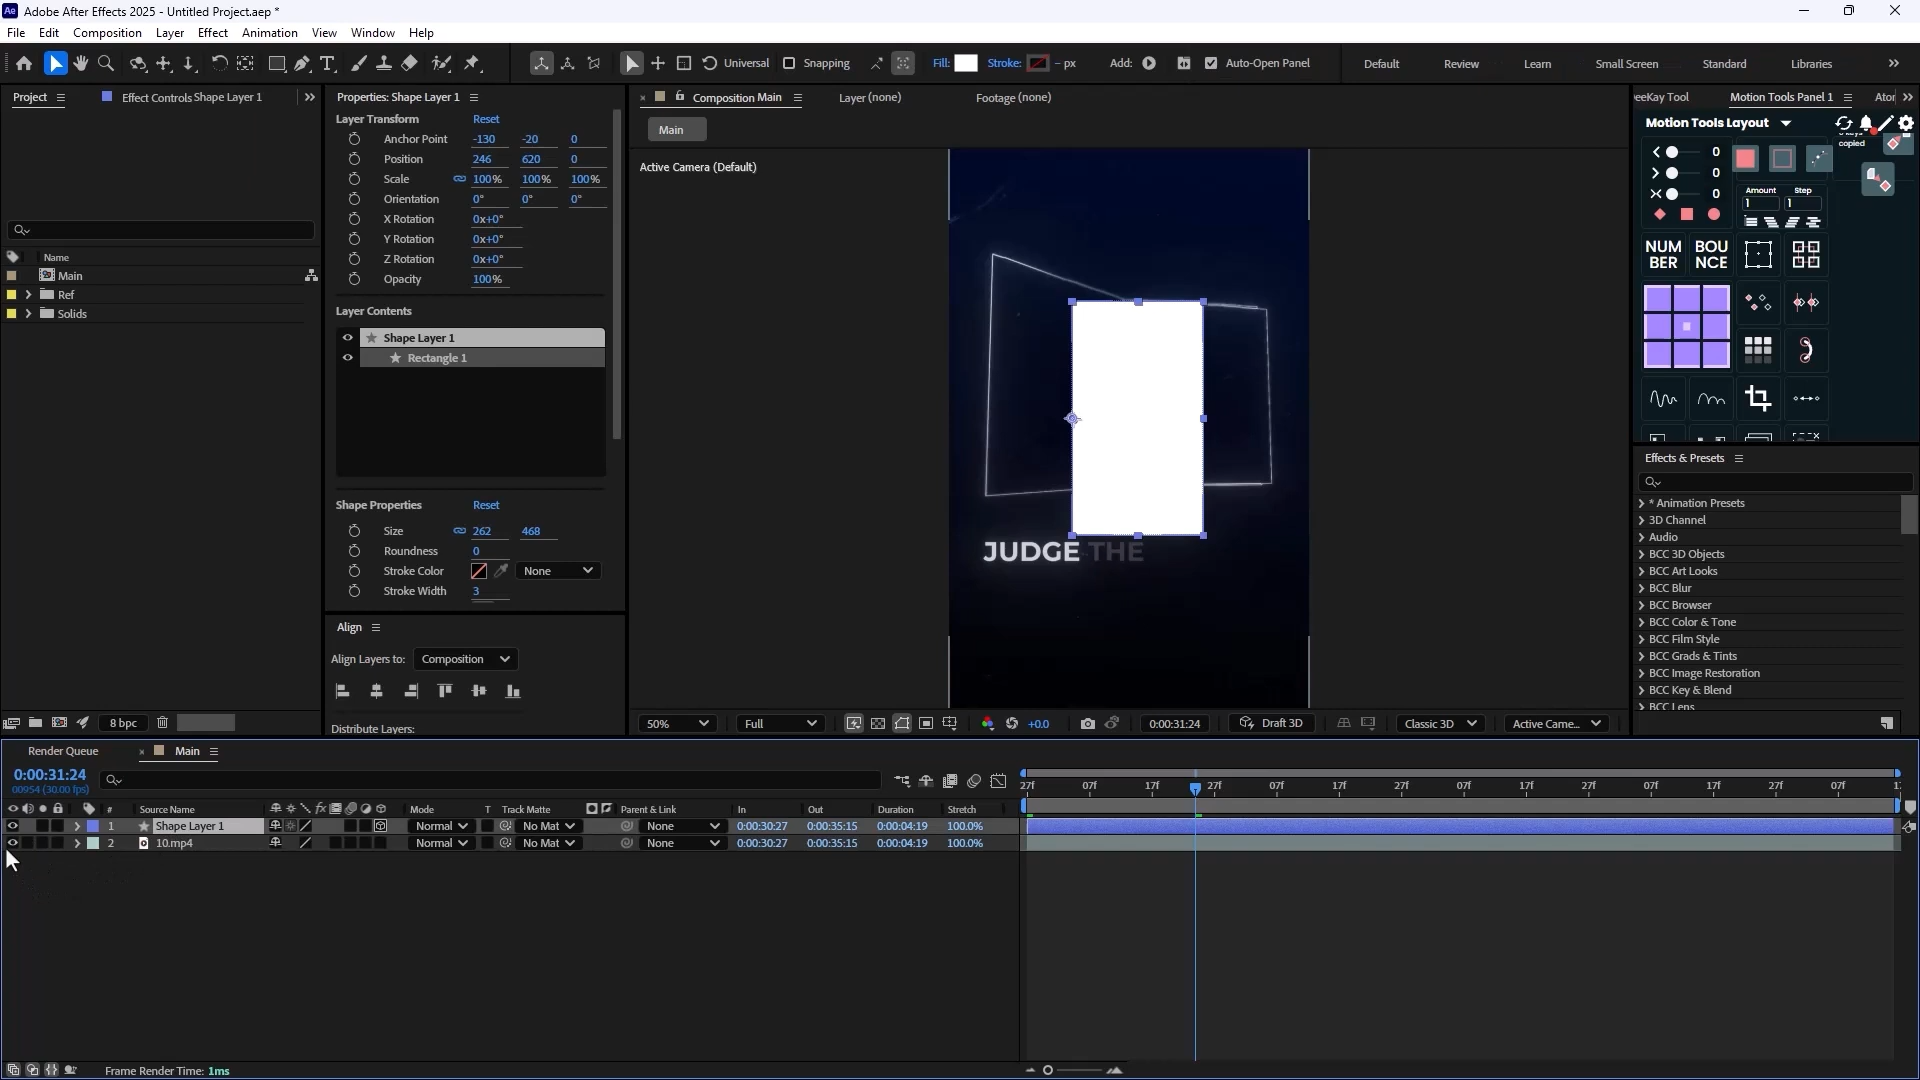 Adobe After Effects 2025 - Untitled Project.aep *
File Edit Composition Layer Effect Animation View Window Help
Universal Snapping Fill: Stroke: - px Add: Auto-Open Panel Default Review Learn Small Screen Standard Libraries
Project Effect Controls Shape Layer 1
Properties: Shape Layer 1
Composition Main Layer (none) Footage (none)
eeKay Tool Motion Tools Panel 1 Ator
Main
Active Camera (Default)
Layer Transform Reset
Anchor Point -130 -20 0
Position 246 620 0
Scale 100% 100% 100%
Orientation 0° 0° 0°
X Rotation 0x+0°
Y Rotation 0x+0°
Z Rotation 0x+0°
Opacity 100%
Layer Contents
Shape Layer 1
Rectangle 1
Shape Properties Reset
Size 262 468
Roundness 0
Stroke Color None
Stroke Width 3
Align
Align Layers to: Composition
Distribute Layers:
Name
Main
Ref
Solids
8 bpc
JUDGE THE
50% Full +0.0 0:00:31:24 Draft 3D Classic 3D Active Came...
Motion Tools Layout
copied
0
0
0
Amount Step
1 1
NUM
BER
BOU
NCE
Effects & Presets
* Animation Presets
3D Channel
Audio
BCC 3D Objects
BCC Art Looks
BCC Blur
BCC Browser
BCC Color & Tone
BCC Film Style
BCC Grads & Tints
BCC Image Restoration
BCC Key & Blend
BCC Lens
Render Queue Main
0:00:31:24
00954 (30.00 fps)
# Source Name Mode T Track Matte Parent & Link In Out Duration Stretch
1 Shape Layer 1 Normal No Mat None 0:00:30:27 0:00:35:15 0:00:04:19 100.0%
2 10.mp4 Normal No Mat None 0:00:30:27 0:00:35:15 0:00:04:19 100.0%
27f 07f 17f 27f 07f 17f 27f 07f 17f 27f 07f 17f 27f 07f
Frame Render Time: 1ms